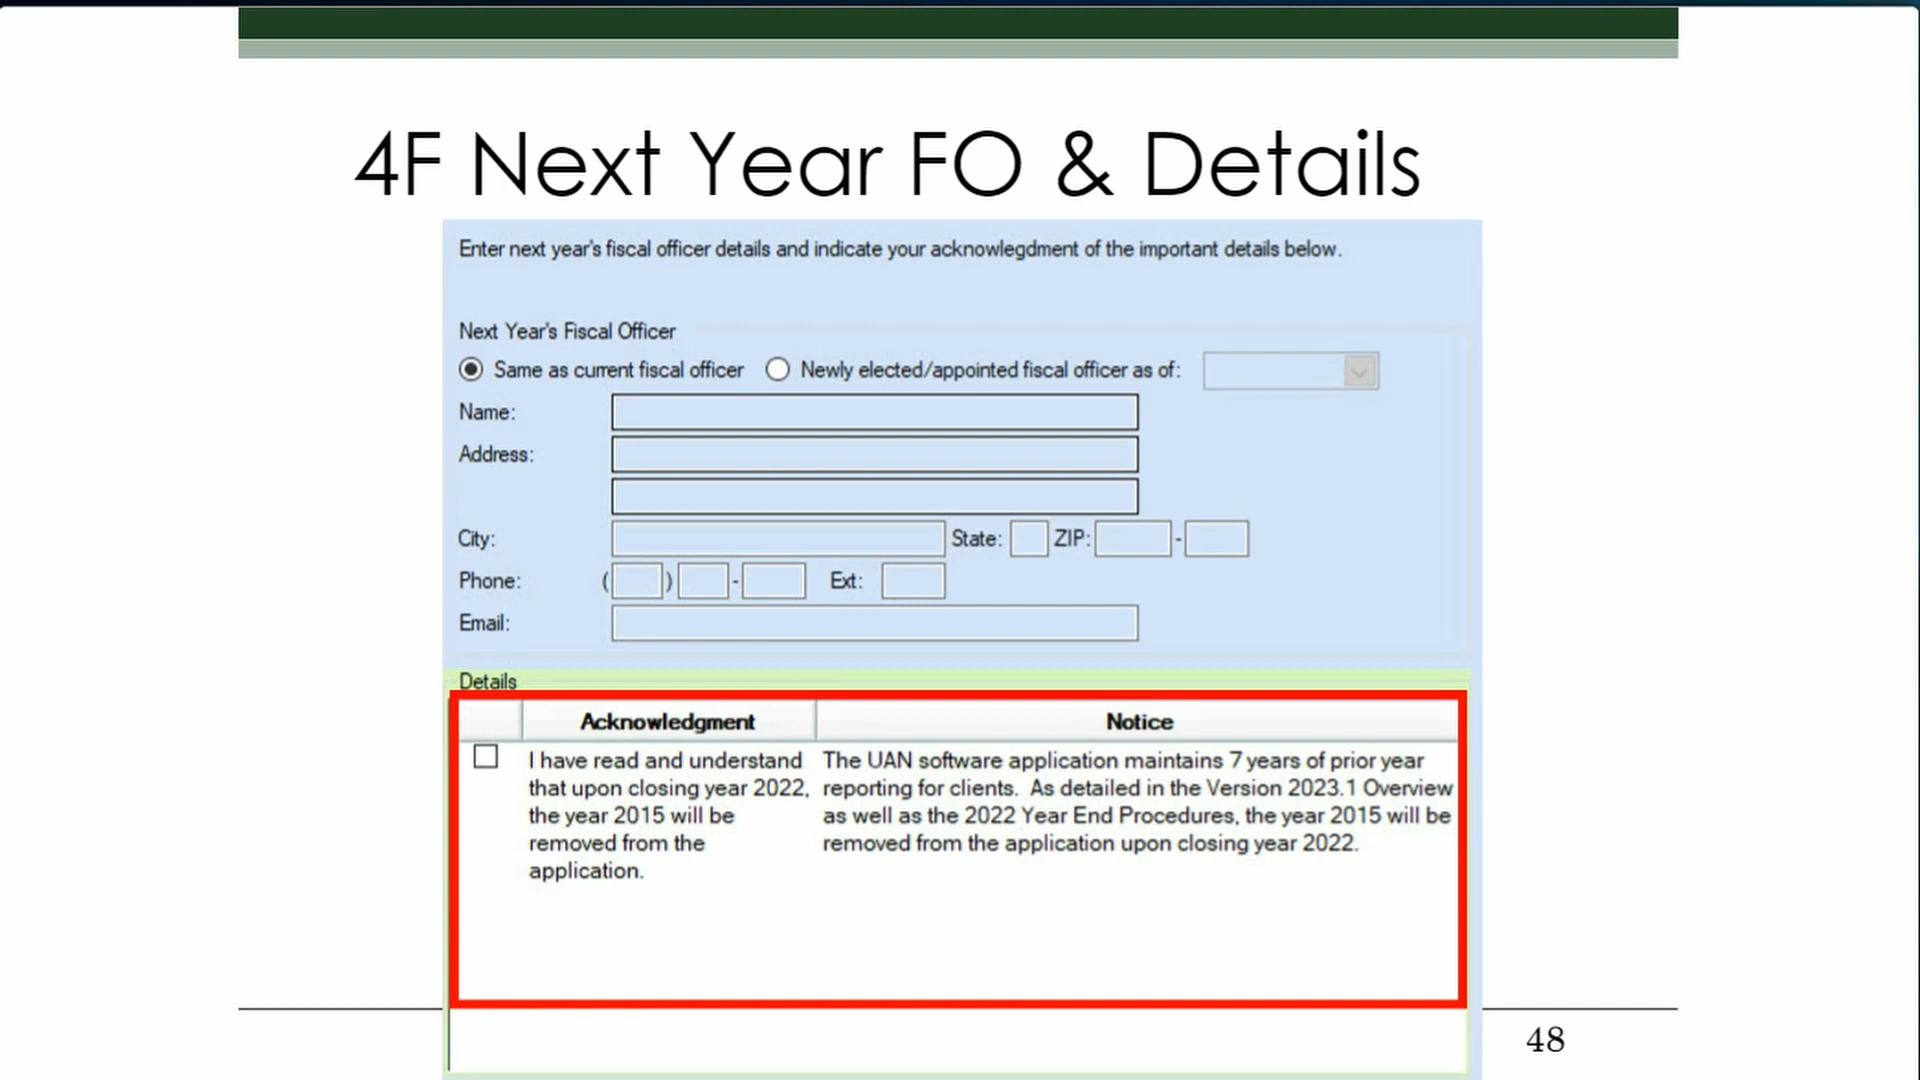 4F Next Year FO & Details
Enter next year's fiscal officer details and indicate your acknowlegdment of the important details below.
Next Year's Fiscal Officer
Same as current fiscal officer Newly elected/appointed fiscal officer as of:
Name:
Address:
City: State: ZIP: -
Phone: ( ) - Ext:
Email:
Details
Acknowledgment Notice
I have read and understand
that upon closing year 2022,
the year 2015 will be
removed from the
application.
The UAN software application maintains 7 years of prior year
reporting for clients. As detailed in the Version 2023.1 Overview
as well as the 2022 Year End Procedures, the year 2015 will be
removed from the application upon closing year 2022.
48